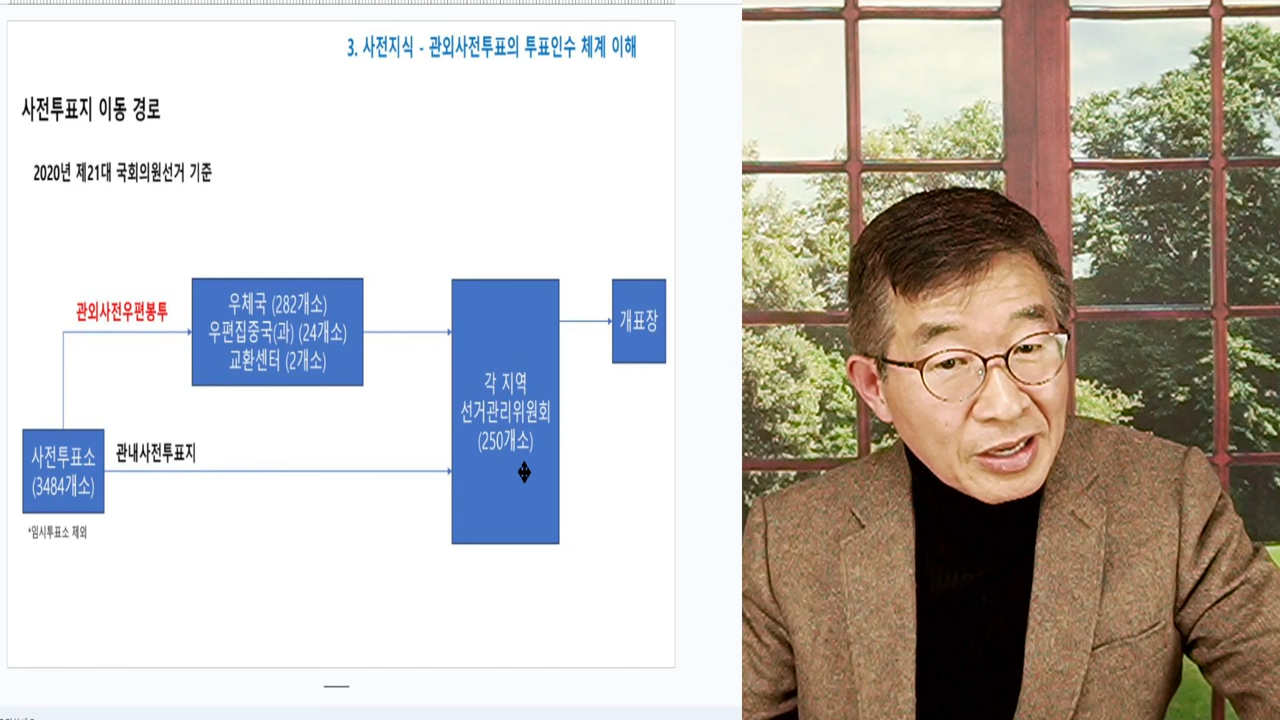 3. 사전지식 - 관외사전투표의 투표인수 체계 이해
사전투표지 이동 경로
2020년 제21대 국회의원선거 기준
관외사전우편봉투
우체국 (282개소)
우편집중국(과) (24개소)
교환센터 (2개소)
개표장
각 지역
선거관리위원회
(250개소)
사전투표소
(3484개소)
관내사전투표지
*임시투표소 제외